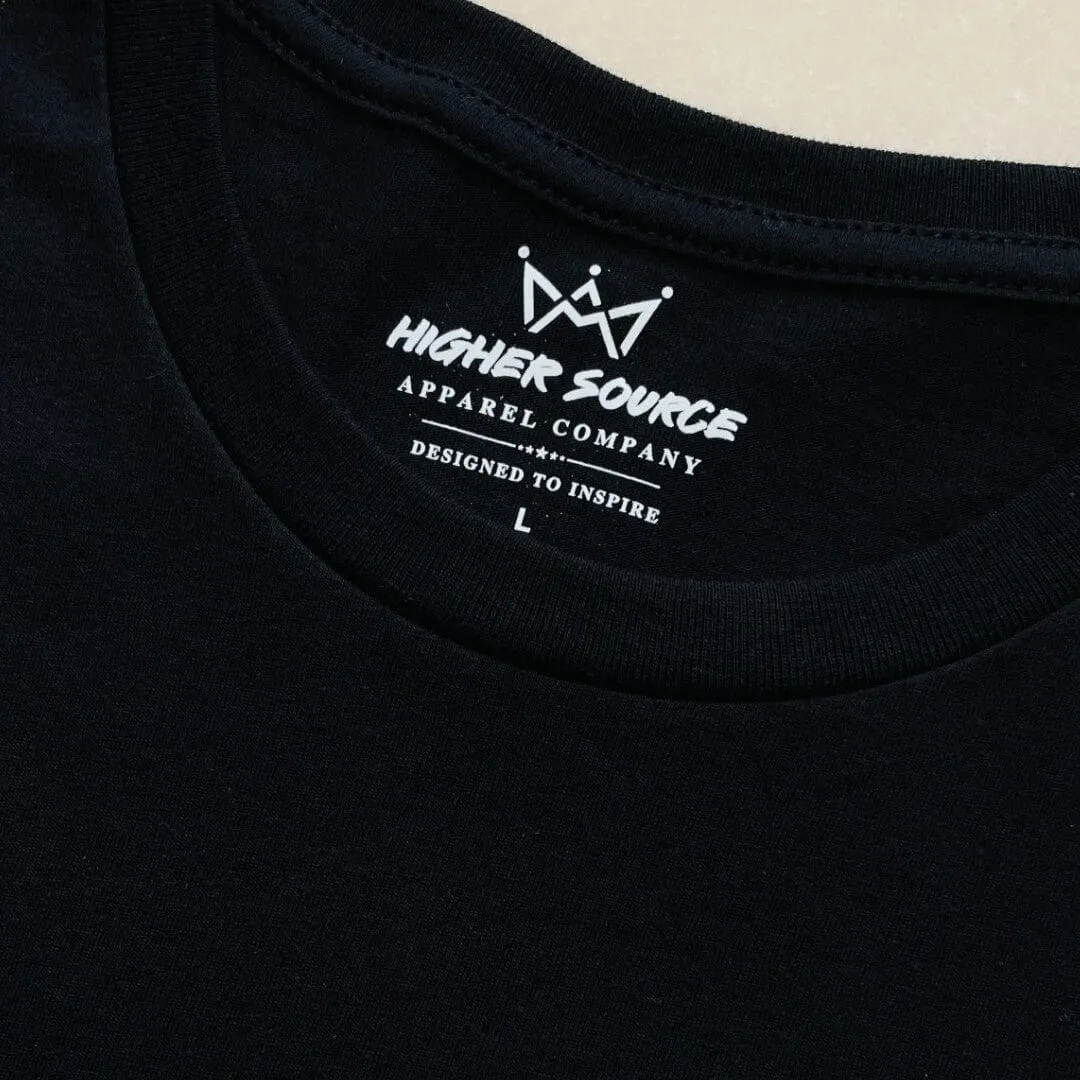 HIGHER SOURCE
APPAREL COMPANY
DESIGNED TO INSPIRE
L